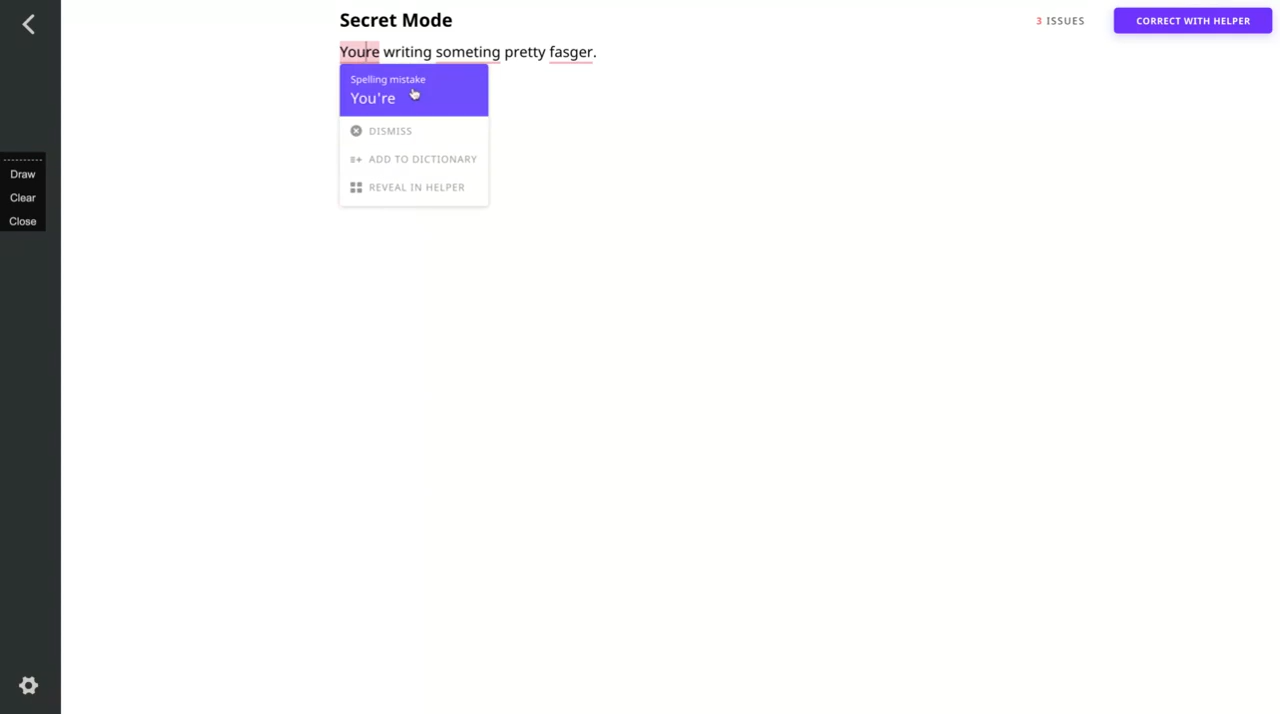 Secret Mode
3 ISSUES
CORRECT WITH HELPER
Youre writing someting pretty fasger.
Spelling mistake
You're
DISMISS
ADD TO DICTIONARY
REVEAL IN HELPER
Draw
Clear
Close